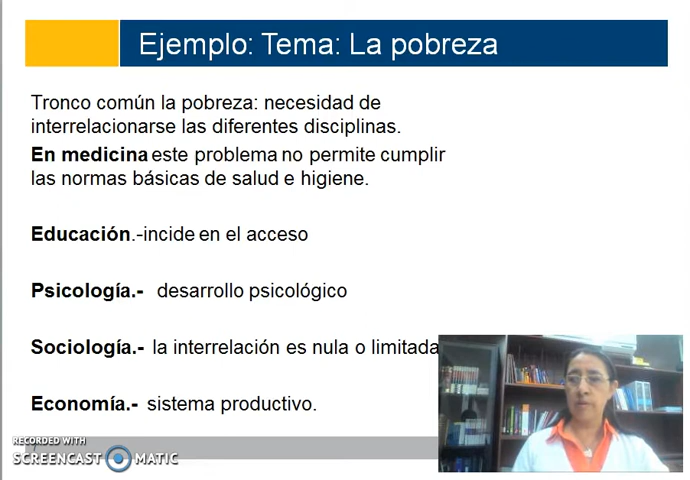 Ejemplo: Tema: La pobreza
Tronco común la pobreza: necesidad de
interrelacionarse las diferentes disciplinas.
En medicina este problema no permite cumplir
las normas básicas de salud e higiene.
Educación.-incide en el acceso
Psicología.- desarrollo psicológico
Sociología.- la interrelación es nula o limitada
Economía.- sistema productivo.
RECORDED WITH
SCREENCAST MATIC